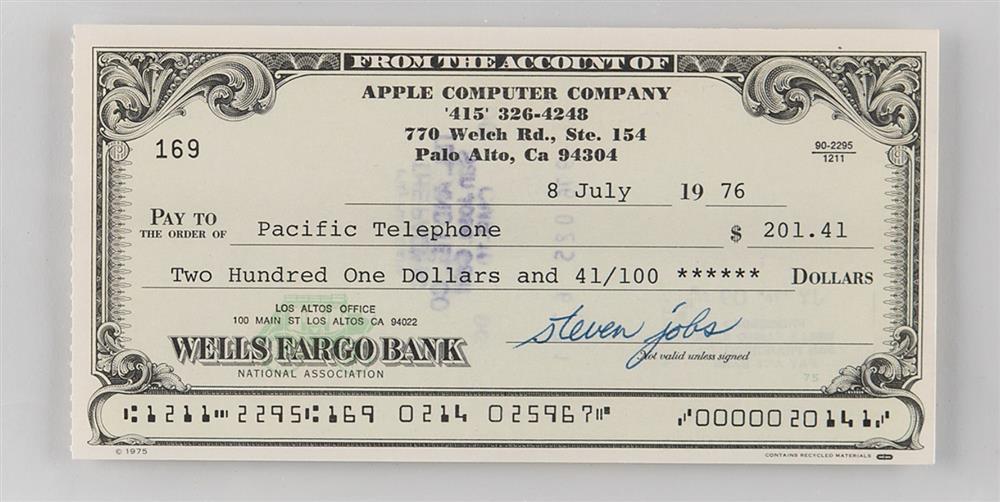 FROM THE ACCOUNT OF
APPLE COMPUTER COMPANY
'415' 326-4248
770 Welch Rd., Ste. 154
Palo Alto, Ca 94304
169
90-2295
1211
8 July 19 76
PAY TO
THE ORDER OF Pacific Telephone $ 201.41
Two Hundred One Dollars and 41/100 ****** DOLLARS
LOS ALTOS OFFICE
100 MAIN ST LOS ALTOS CA 94022
WELLS FARGO BANK
NATIONAL ASSOCIATION
steven jobs
Not valid unless signed
75
⑆1211⑉2295⑆169 0214 025967⑈ ⑇0000020141⑇
© 1975
CONTAINS RECYCLED MATERIALS